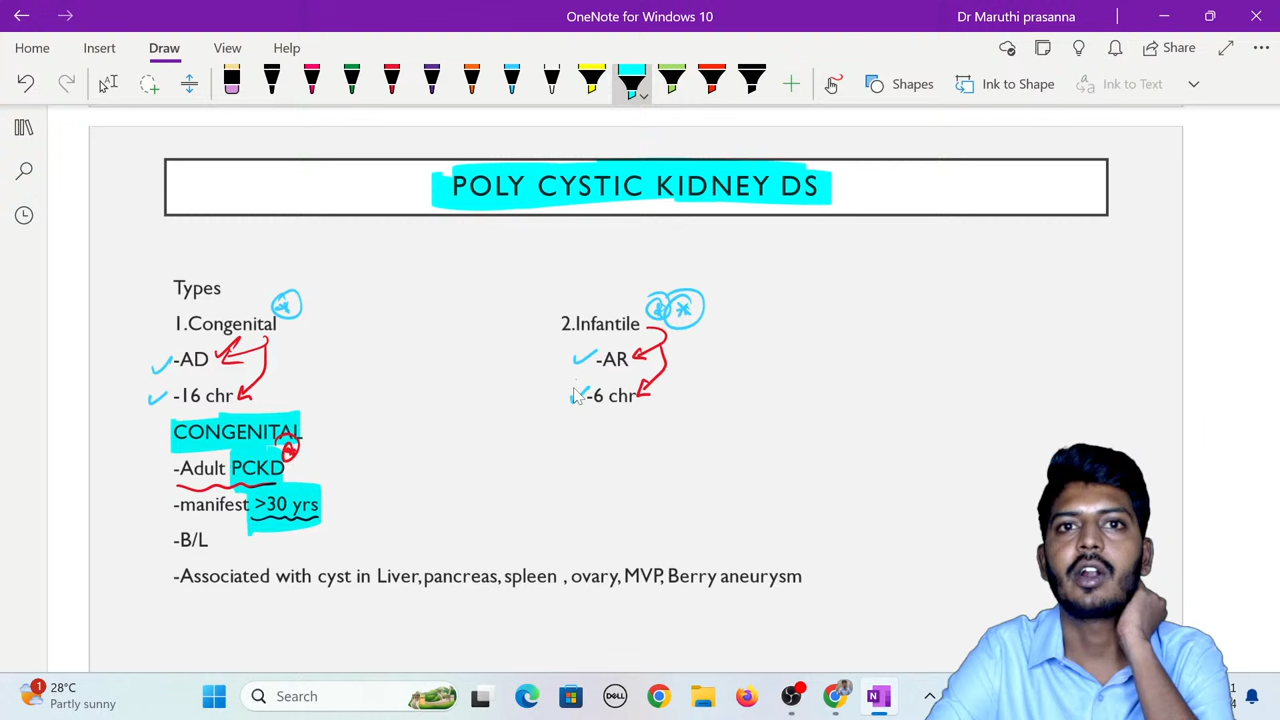 OneNote for Windows 10
Dr Maruthi prasanna
Home Insert Draw View Help
Share
Shapes
Ink to Shape
Ink to Text
POLY CYSTIC KIDNEY DS
Types
1.Congenital
2.Infantile
-AD
-AR
-16 chr
-6 chr
CONGENITAL
-Adult PCKD
-manifest >30 yrs
-B/L
-Associated with cyst in Liver,pancreas, spleen , ovary, MVP, Berry aneurysm
1
28°C
Partly sunny
Search
DELL